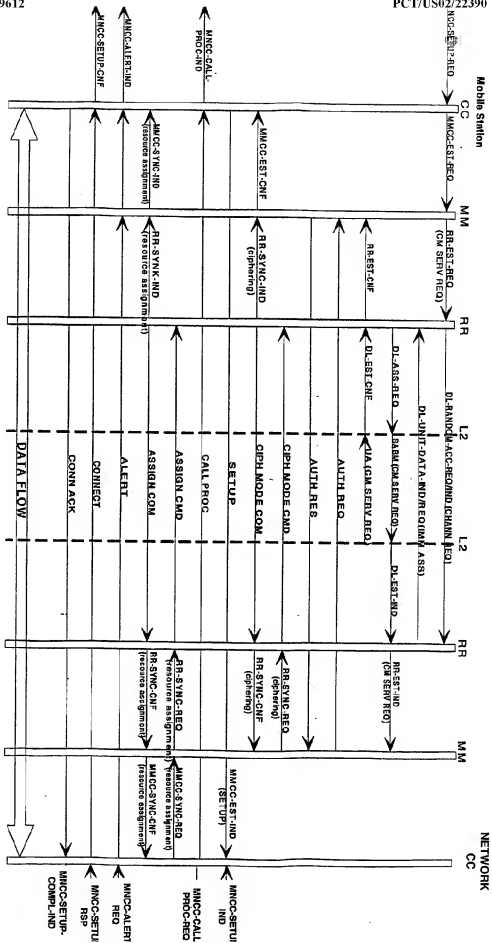 9612
PCT/US02/22390
Mobile Station
NETWORK
CC
MM
RR
L2
L2
RR
MM
CC
MNCC-SETUP-REQ
MMCC-EST-REQ
RR-EST-REQ
(CM SERV REQ)
DL-RANDOM-ACC-REQ/IND (CHANN REQ)
DL-UNIT-DATA-IND/REQ(IMM ASS)
DL-ASS-REQ
SABM (CM SERV REQ)
DL-EST-IND
RR-EST-IND
(CM SERV REQ)
RR-EST-CNF
DL-EST CNF
UA (CM SERV REQ)
AUTH REQ
AUTH RES
CIPH MODE CMD
RR-SYNC-REQ
(ciphering)
MMCC-EST-CNF
RR-SYNC-IND
(ciphering)
CIPH MODE COM
RR-SYNC-CNF
(ciphering)
SETUP
MMCC-EST-IND
(SETUP)
MNCC-SETU
IND
MNCC-CALL-
PROC-IND
CALL PROC
MNCC-CALL
PROC-REQ
ASSIGN CMD
RR-SYNC-REQ
(resource assignment)
MMCC-SYNC-REQ
(resource assignment)
MMCC-SYNC-IND
(resource assignment)
RR-SYNK-IND
(resource assignment)
ASSIGN COM
RR-SYNC-CNF
(resource assignment)
MMCC-SYNC-CNF
(resource assignment)
MNCC-ALERT-IND
ALERT
MNCC-ALERT
REQ
MNCC-SETUP-CNF
CONNECT
MNCC-SETU
RSP
CONN ACK
MNCC-SETUP-
COMPL-IND
DATA FLOW